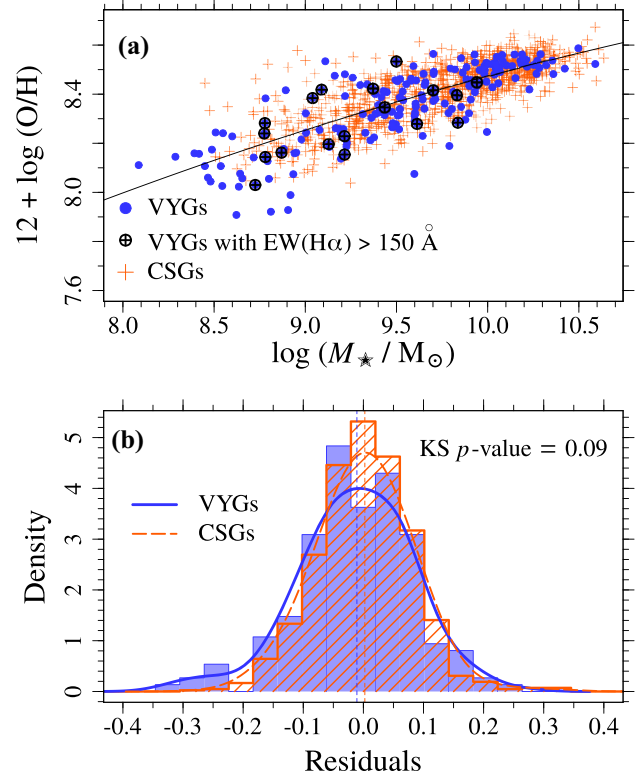 (a)
12 + log (O/H)
8.4
8.0
7.6
VYGs
VYGs with EW(Hα) > 150 Å
CSGs
8.0 8.5 9.0 9.5 10.0 10.5
log (M★ / M⊙)
(b)
KS p-value = 0.09
VYGs
CSGs
Density
5
4
3
2
1
0
-0.4 -0.3 -0.2 -0.1 0.0 0.1 0.2 0.3 0.4
Residuals